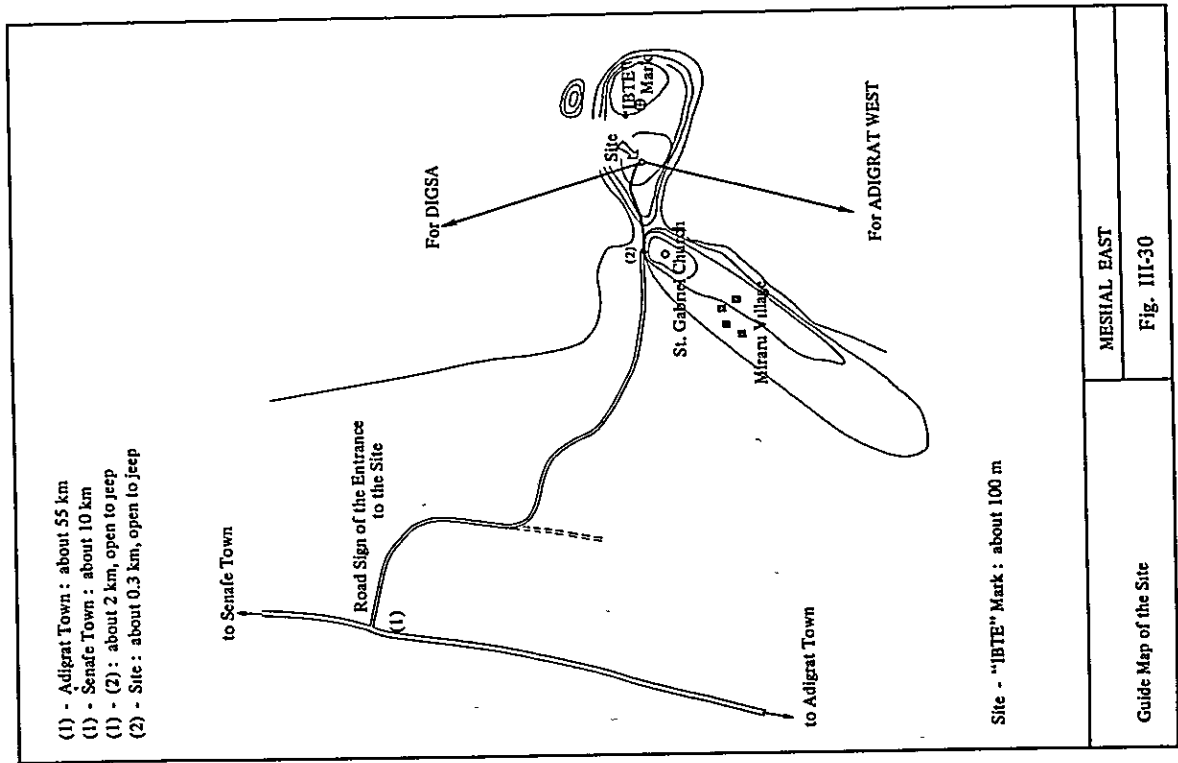 (1) - Adigrat Town : about 55 km
(1) - Senafe Town : about 10 km
(1) - (2) : about 2 km, open to jeep
(2) - Site : about 0.3 km, open to jeep
to Senafe Town
Road Sign of the Entrance
to the Site
(1)
to Adigrat Town
For DIGSA
(2)
Site
"IBTE"
Mark
St. Gabriel Church
Miraru Village
For ADIGRAT WEST
Site - "IBTE" Mark : about 100 m
Guide Map of the Site
MESHAL EAST
Fig. III-30